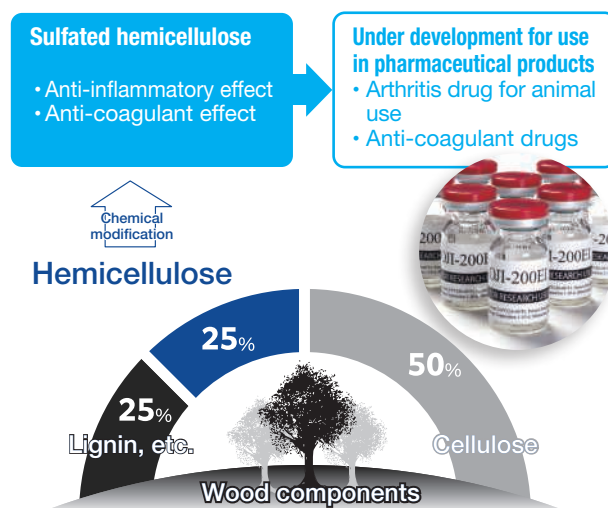 Sulfated hemicellulose
• Anti-inflammatory effect
• Anti-coagulant effect
Under development for use
in pharmaceutical products
• Arthritis drug for animal
use
• Anti-coagulant drugs
Chemical
modification
Hemicellulose
25%
50%
25%
Lignin, etc.
Cellulose
Wood components